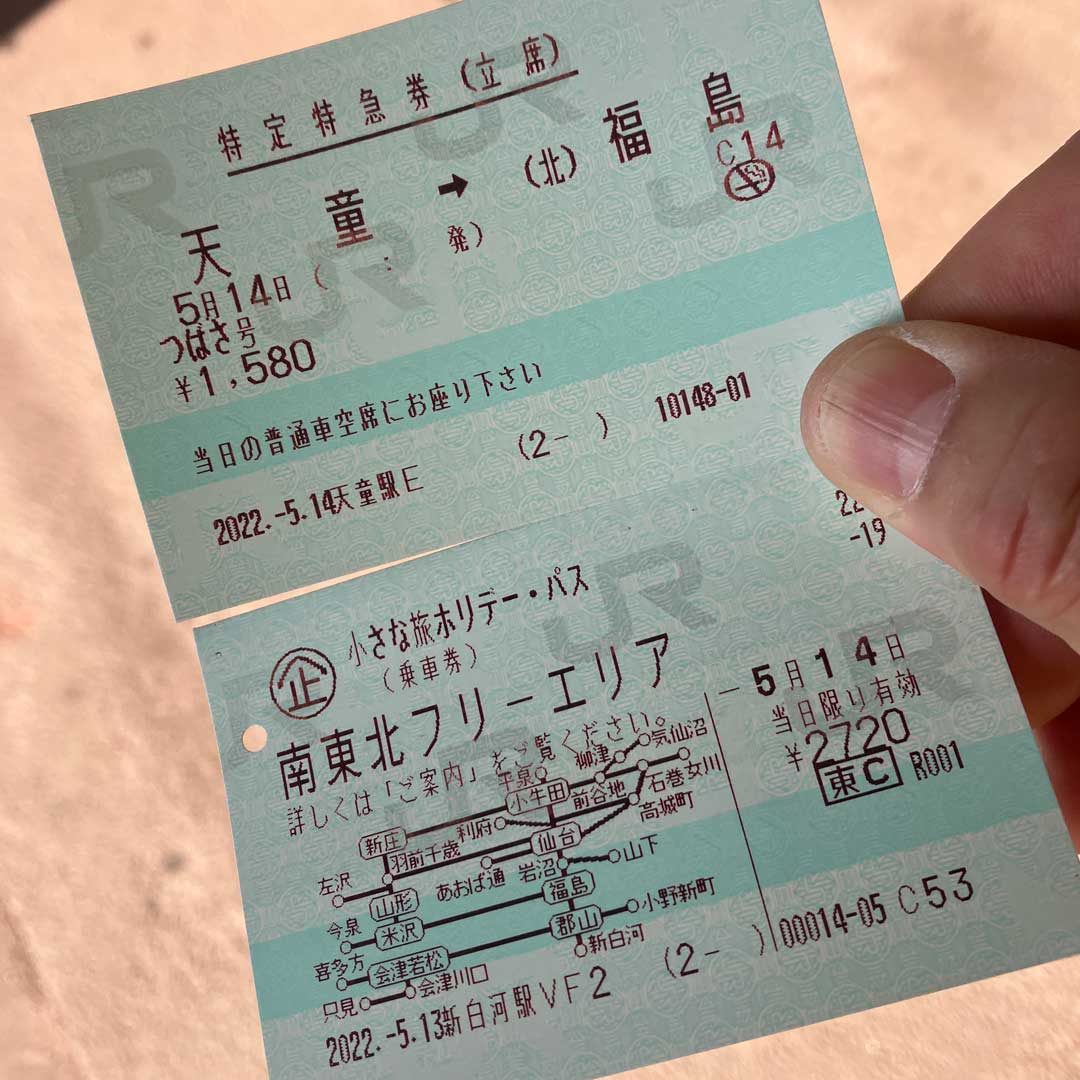 特定特急券(立席)
天童 → (北)福島
C14
5月14日( : 発)
つばさ号
¥1,580
当日の普通車空席にお座り下さい
2022.-5.14天童駅E (2- ) 10148-01
企 小さな旅ホリデー・パス
(乗車券)
南東北フリーエリア
-5月14日
詳しくは「ご案内」をご覧ください。
当日限り有効
¥2720
東C R001
柳津 気仙沼
小牛田 前谷地 石巻 女川
新庄 利府 高城町
羽前千歳 仙台
左沢 あおば通 岩沼 山下
山形 福島
今泉 米沢 郡山 小野新町
喜多方 会津若松 新白河
只見 会津川口
2022.-5.13新白河駅VF2 (2- ) 00014-05 C53
22
-19
JR
JR
JR
JR
JR
JR